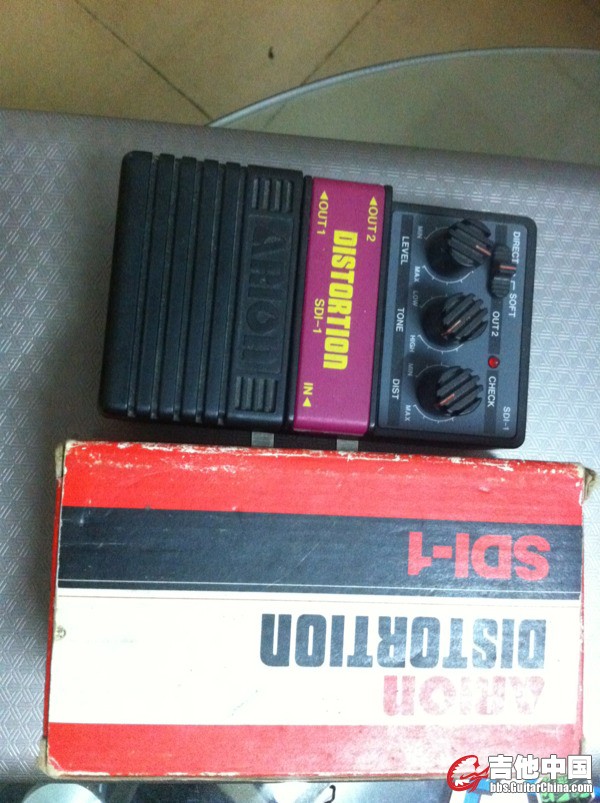 DIRECT
SOFT
OUT 2
CHECK
SDI-1
MIN
MAX
LEVEL
LOW
HIGH
TONE
MIN
MAX
DIST
◀OUT 2
◀OUT 1
DISTORTION
SDI-1
IN◀
ARION
SDI-1
DISTORTION
ARION
吉他中国
bbs.GuitarChina.com